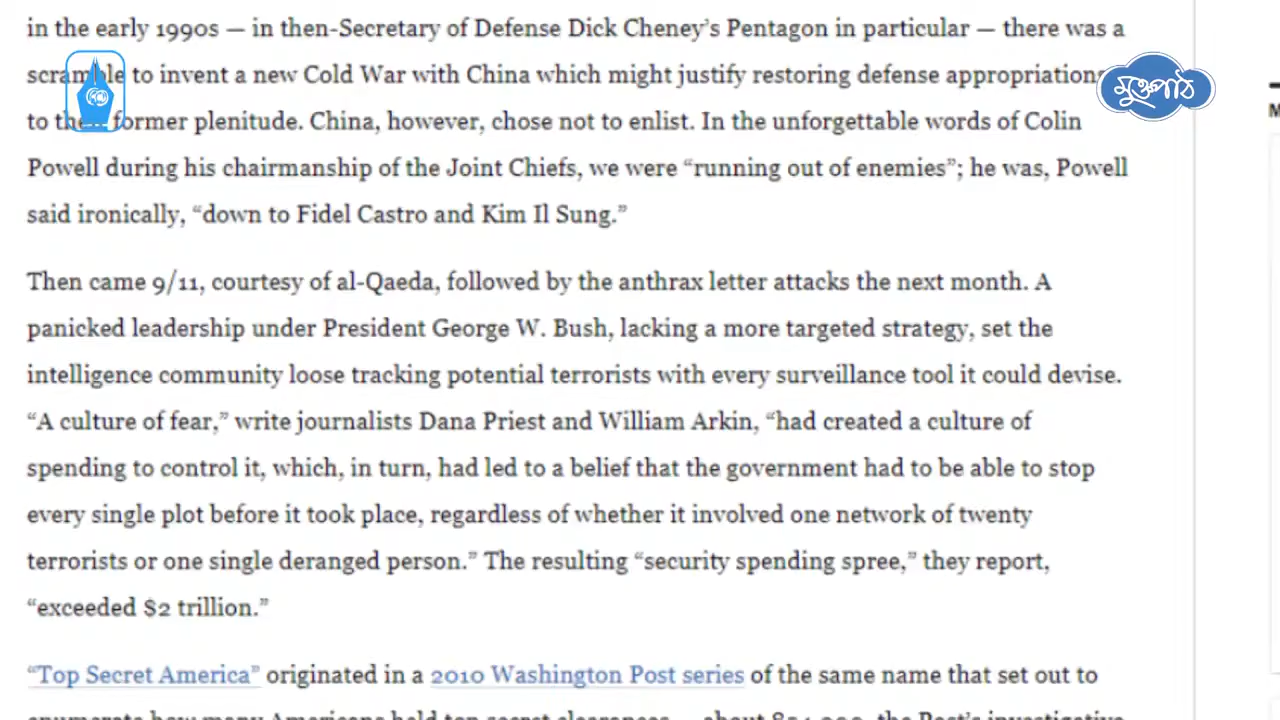 in the early 1990s — in then-Secretary of Defense Dick Cheney’s Pentagon in particular — there was a
scramble to invent a new Cold War with China which might justify restoring defense appropriations
মুক্তপাঠ
to their former plenitude. China, however, chose not to enlist. In the unforgettable words of Colin
Powell during his chairmanship of the Joint Chiefs, we were “running out of enemies”; he was, Powell
said ironically, “down to Fidel Castro and Kim Il Sung.”
Then came 9/11, courtesy of al-Qaeda, followed by the anthrax letter attacks the next month. A
panicked leadership under President George W. Bush, lacking a more targeted strategy, set the
intelligence community loose tracking potential terrorists with every surveillance tool it could devise.
“A culture of fear,” write journalists Dana Priest and William Arkin, “had created a culture of
spending to control it, which, in turn, had led to a belief that the government had to be able to stop
every single plot before it took place, regardless of whether it involved one network of twenty
terrorists or one single deranged person.” The resulting “security spending spree,” they report,
“exceeded $2 trillion.”
“Top Secret America” originated in a 2010 Washington Post series of the same name that set out to